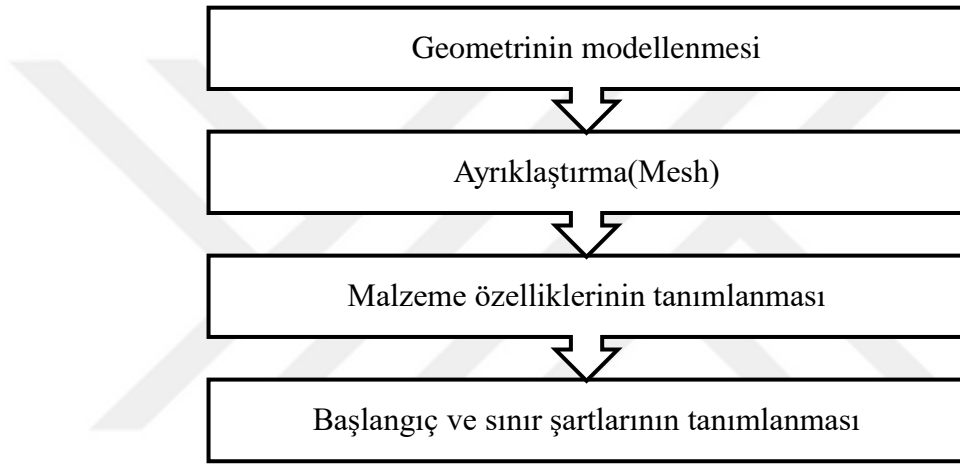 Geometrinin modellenmesi
Ayrıklaştırma(Mesh)
Malzeme özelliklerinin tanımlanması
Başlangıç ve sınır şartlarının tanımlanması